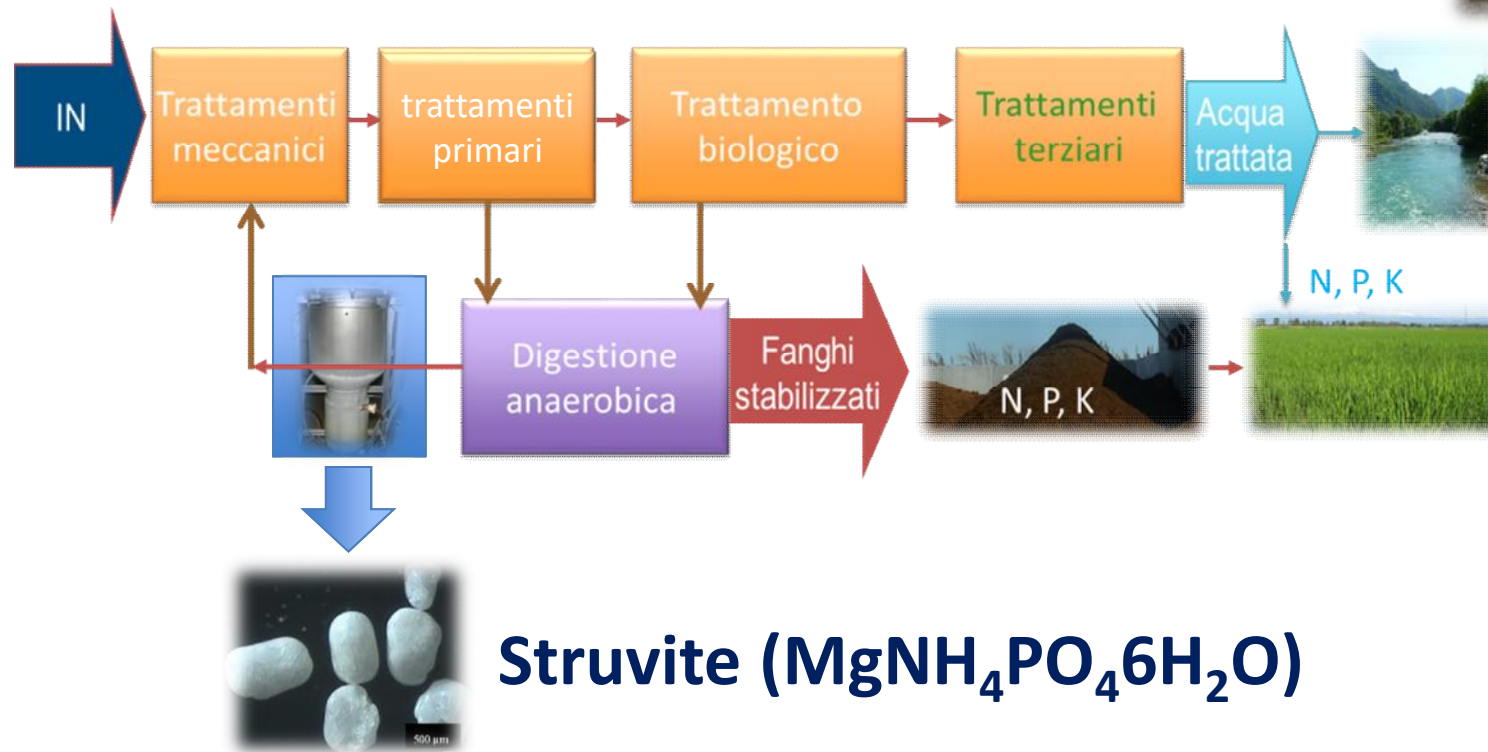 IN
Trattamenti
meccanici
trattamenti
primari
Trattamento
biologico
Trattamenti
terziari
Acqua
trattata
N, P, K
Digestione
anaerobica
Fanghi
stabilizzati
N, P, K
Struvite (MgNH₄PO₄6H₂O)
500 µm